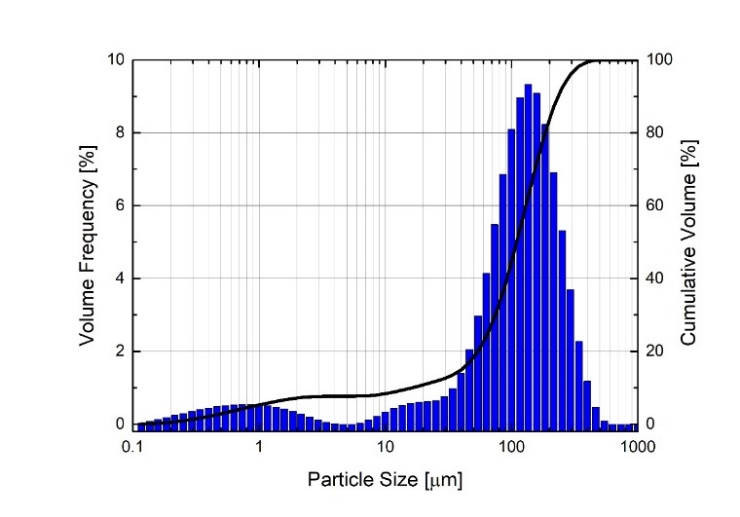 10 100
8 80
6 60
4 40
2 20
0 0
0.1 1 10 100 1000
Volume Frequency [%]
Cumulative Volume [%]
Particle Size [μm]